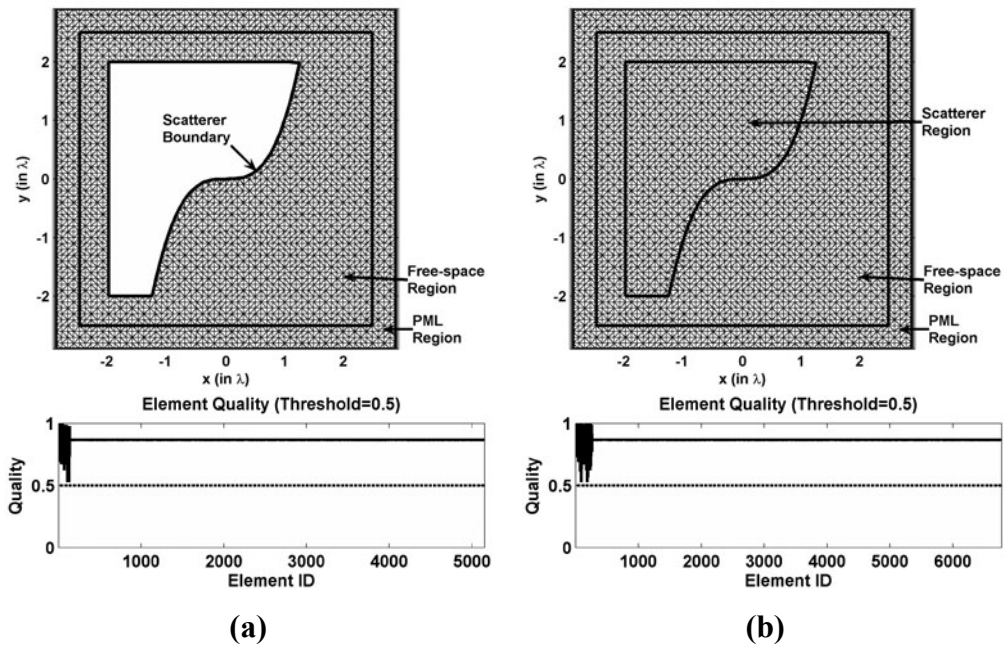 2
1
0
-1
-2
y (in λ)
Scatterer
Boundary
Free-space
Region
PML
Region
-2 -1 0 1 2
x (in λ)
Element Quality (Threshold=0.5)
1
0.5
0
Quality
1000 2000 3000 4000 5000
Element ID
(a)
2
1
0
-1
-2
y (in λ)
Scatterer
Region
Free-space
Region
PML
Region
-2 -1 0 1 2
x (in λ)
Element Quality (Threshold=0.5)
1
0.5
0
Quality
1000 2000 3000 4000 5000 6000
Element ID
(b)